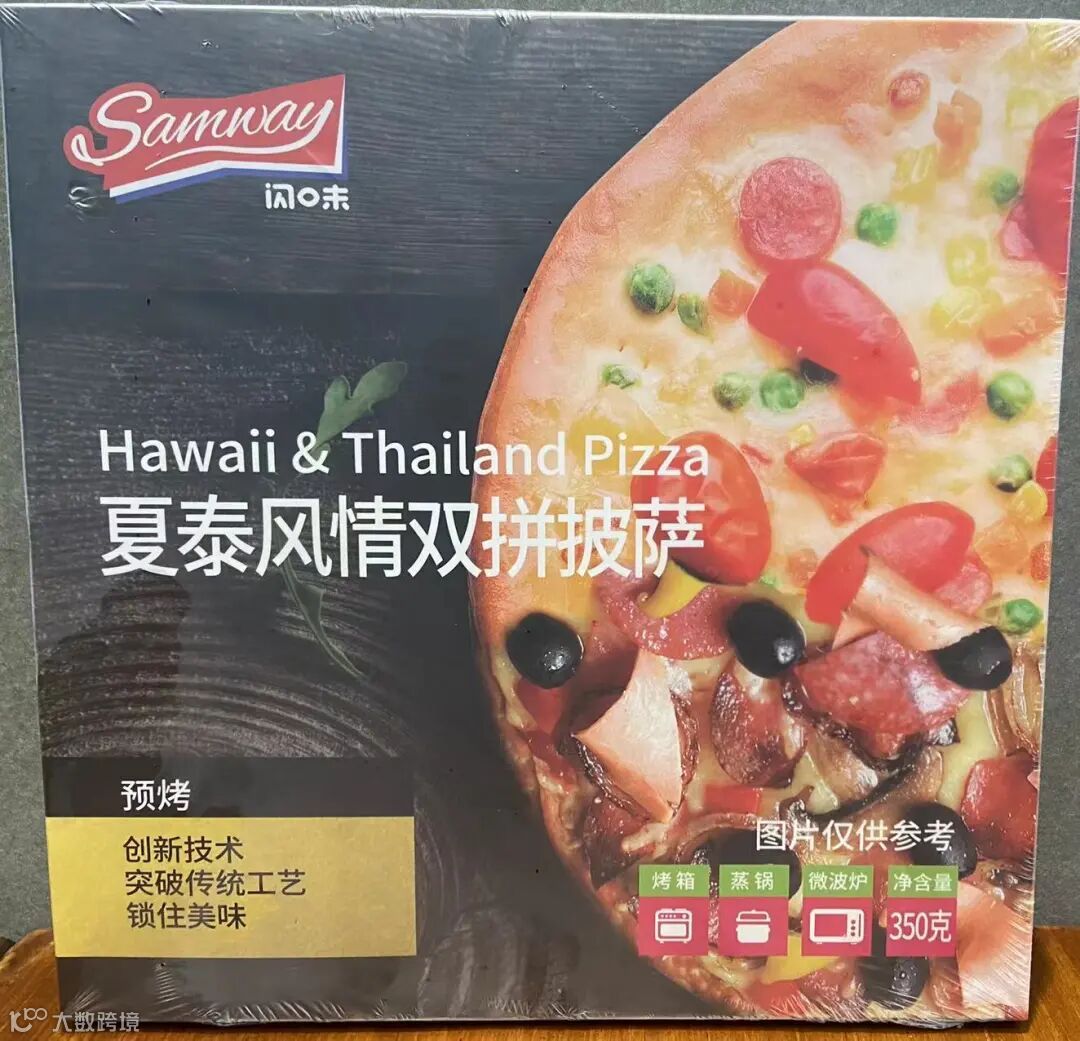 Samway
闪味
Hawaii & Thailand Pizza
夏泰风情双拼披萨
预烤
创新技术
突破传统工艺
锁住美味
图片仅供参考
烤箱 蒸锅 微波炉 净含量
350克
大数跨境